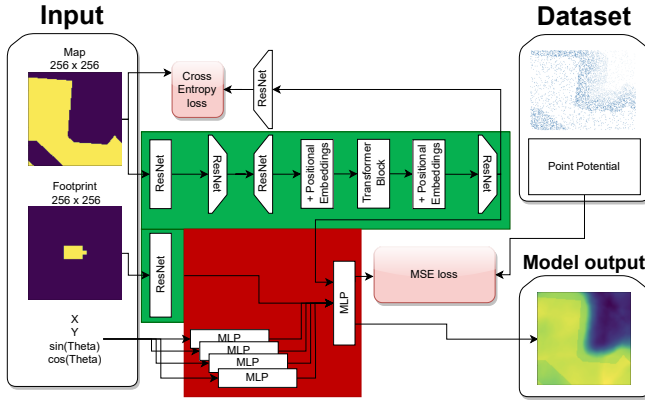 Input
Map
256 x 256
Footprint
256 x 256
X
Y
sin(Theta)
cos(Theta)
Cross
Entropy
loss
ResNet
ResNet
ResNet
ResNet
+ Positional
Embeddings
Transformer
Block
+ Positional
Embeddings
ResNet
ResNet
MLP
MLP
MLP
MLP
MLP
MSE loss
Dataset
Point Potential
Model output